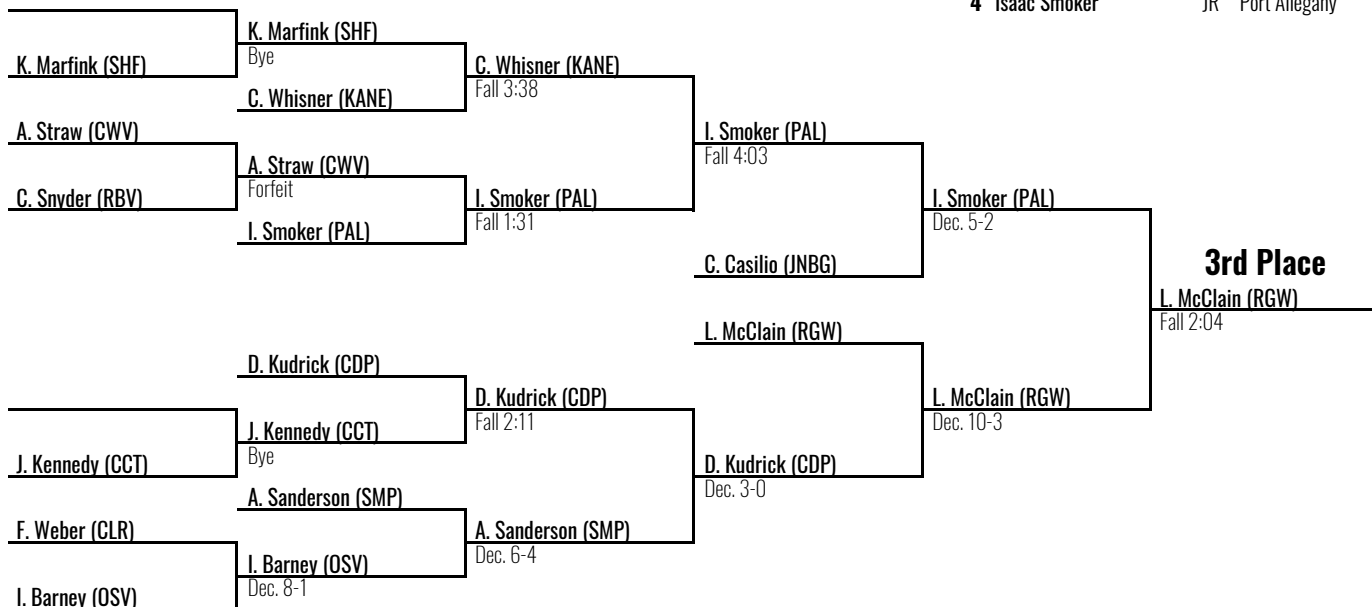 4 Isaac Smoker JR Port Allegany
K. Marfink (SHF)
Bye
K. Marfink (SHF)
C. Whisner (KANE)
Fall 3:38
C. Whisner (KANE)
A. Straw (CWV)
I. Smoker (PAL)
Fall 4:03
A. Straw (CWV)
Forfeit
C. Snyder (RBV)
I. Smoker (PAL)
Fall 1:31
I. Smoker (PAL)
Dec. 5-2
I. Smoker (PAL)
C. Casilio (JNBG)
3rd Place
L. McClain (RGW)
Fall 2:04
L. McClain (RGW)
D. Kudrick (CDP)
D. Kudrick (CDP)
Fall 2:11
L. McClain (RGW)
Dec. 10-3
J. Kennedy (CCT)
Bye
J. Kennedy (CCT)
D. Kudrick (CDP)
Dec. 3-0
A. Sanderson (SMP)
F. Weber (CLR)
A. Sanderson (SMP)
Dec. 6-4
I. Barney (OSV)
Dec. 8-1
I. Barney (OSV)